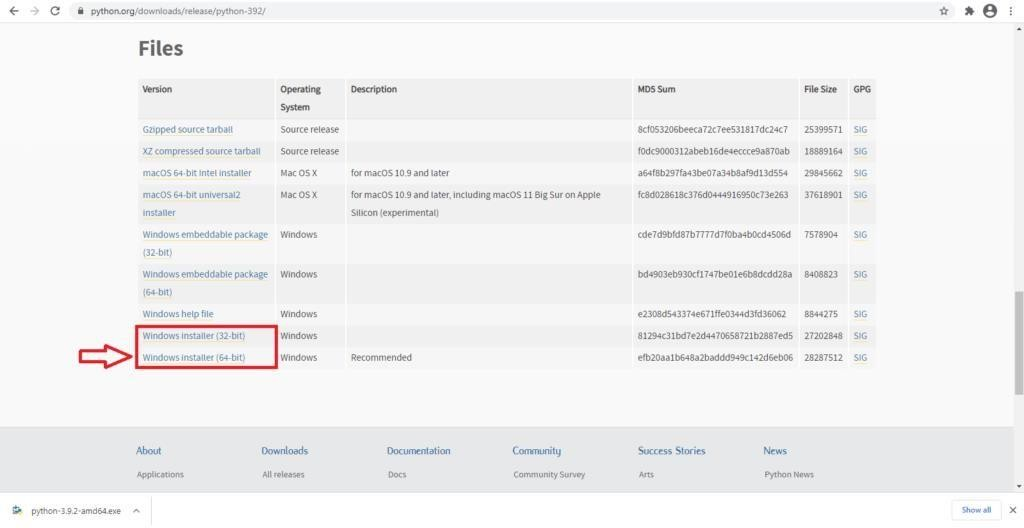 python.org/downloads/release/python-392/
Files
Version Operating System Description MD5 Sum File Size GPG
Gzipped source tarball Source release 8cf053206beeca72c7ee531817dc24c7 25399571 SIG
XZ compressed source tarball Source release f0dc9000312abeb16de4eccce9a870ab 18889164 SIG
macOS 64-bit Intel installer Mac OS X for macOS 10.9 and later a64f8b297fa43be07a34b8af9d13d554 29845662 SIG
macOS 64-bit universal2 installer Mac OS X for macOS 10.9 and later, including macOS 11 Big Sur on Apple Silicon (experimental) fc8d028618c376d0444916950c73e263 37618901 SIG
Windows embeddable package (32-bit) Windows cde7d9bfd87b7777d7f0ba4b0cd4506d 7578904 SIG
Windows embeddable package (64-bit) Windows bd4903eb930cf1747be01e6b8dcdd28a 8408823 SIG
Windows help file Windows e2308d543374e671ffe0344d3fd36062 8844275 SIG
Windows installer (32-bit) Windows 81294c31bd7e2d4470658721b2887ed5 27202848 SIG
Windows installer (64-bit) Windows Recommended efb20aa1b648a2baddd949c142d6eb06 28287512 SIG
About Downloads Documentation Community Success Stories News
Applications All releases Docs Community Survey Arts Python News
python-3.9.2-amd64.exe Show all